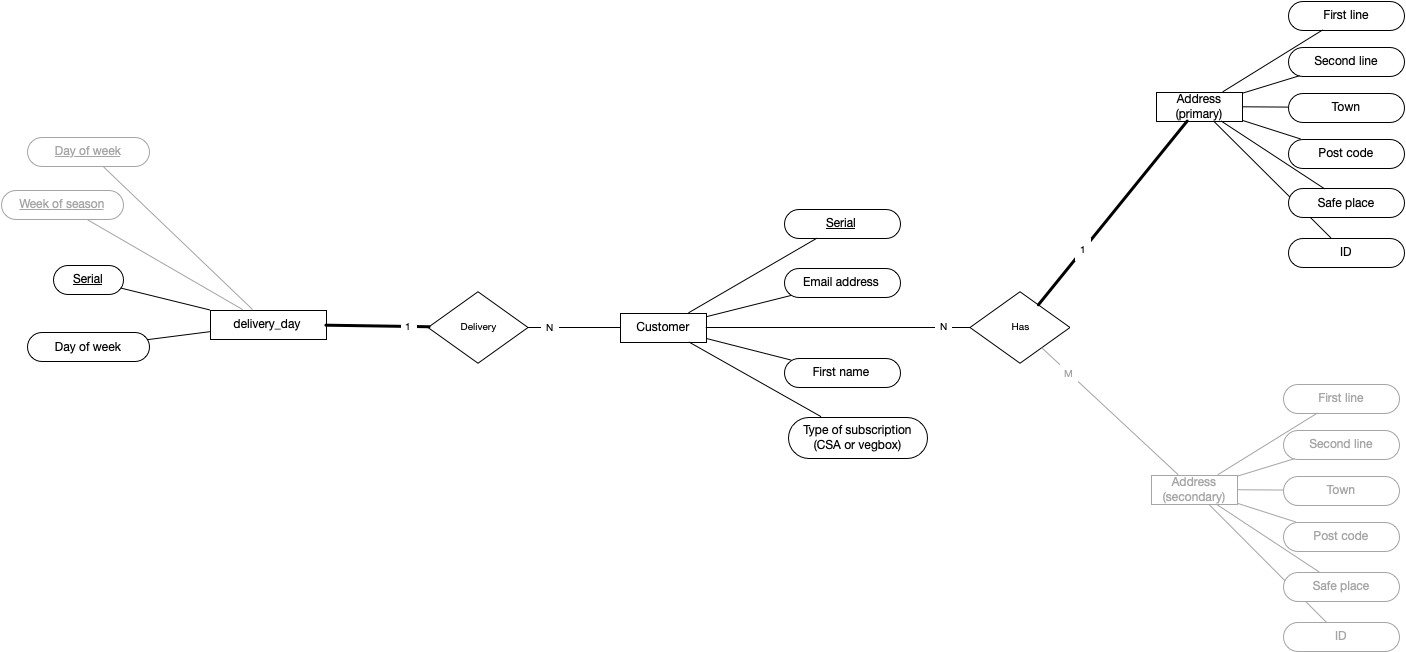 First line
Second line
Address
(primary)
Town
Post code
Safe place
ID
1
Day of week
Week of season
Serial
delivery_day
Day of week
1
Delivery
N
Serial
Email address
Customer
First name
Type of subscription
(CSA or vegbox)
N
Has
M
First line
Second line
Address
(secondary)
Town
Post code
Safe place
ID